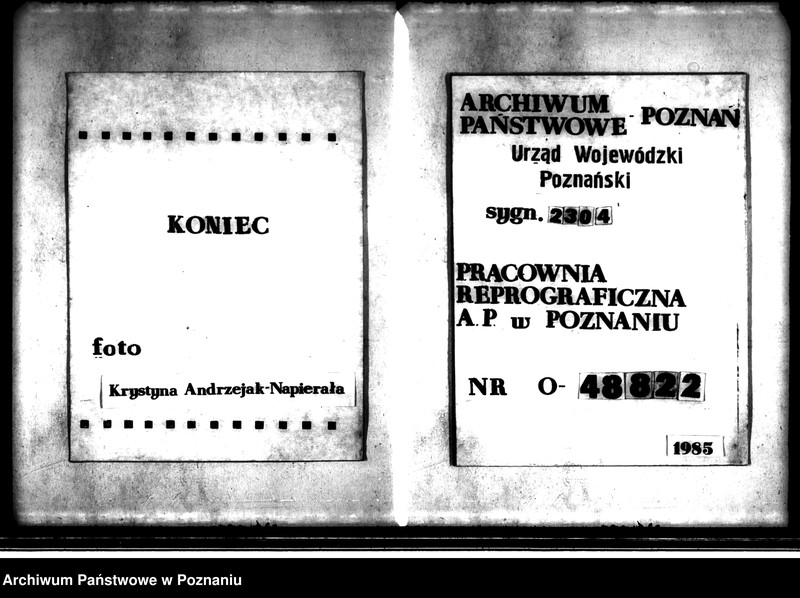 KONIEC
foto
Krystyna Andrzejak-Napierała
ARCHIWUM
PAŃSTWOWE - POZNAŃ
Urząd Wojewódzki
Poznański
sygn. 2304
PRACOWNIA
REPROGRAFICZNA
A.P. w POZNANIU
NR O- 48822
1985
Archiwum Państwowe w Poznaniu